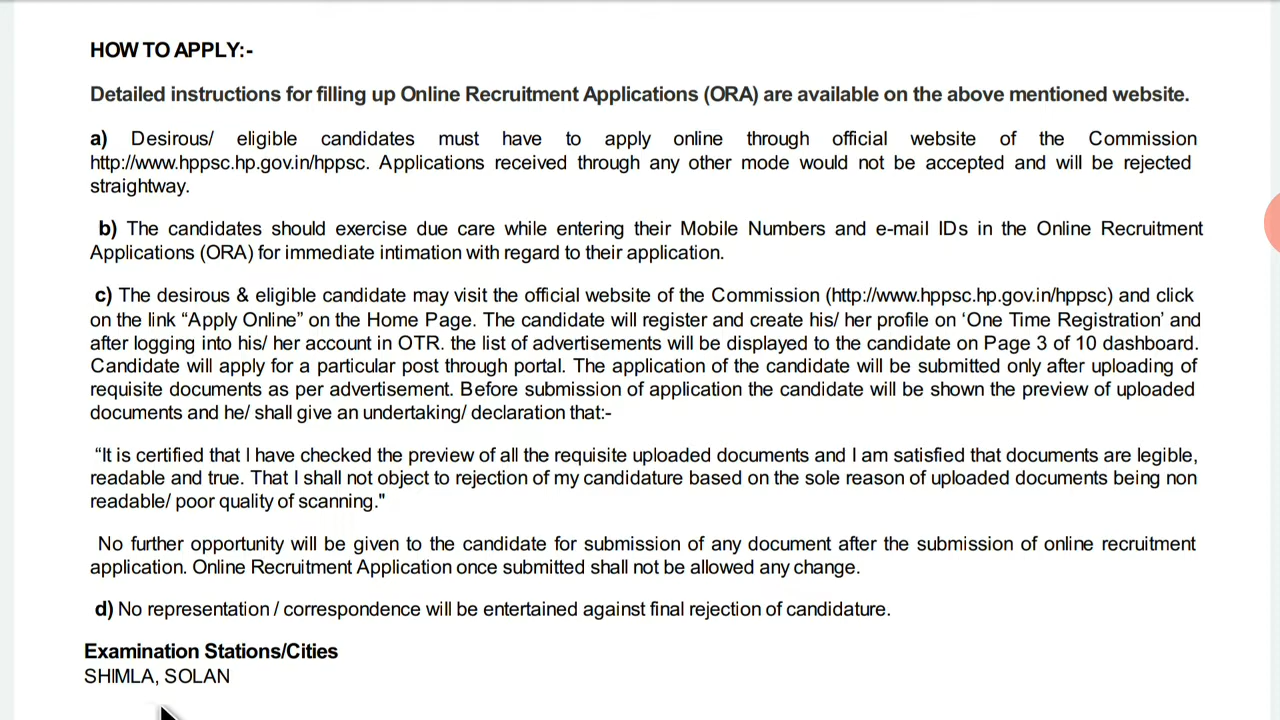 HOW TO APPLY:-
Detailed instructions for filling up Online Recruitment Applications (ORA) are available on the above mentioned website.
a) Desirous/ eligible candidates must have to apply online through official website of the Commission
http://www.hppsc.hp.gov.in/hppsc. Applications received through any other mode would not be accepted and will be rejected
straightway.
b) The candidates should exercise due care while entering their Mobile Numbers and e-mail IDs in the Online Recruitment
Applications (ORA) for immediate intimation with regard to their application.
c) The desirous & eligible candidate may visit the official website of the Commission (http://www.hppsc.hp.gov.in/hppsc) and click
on the link “Apply Online” on the Home Page. The candidate will register and create his/ her profile on ‘One Time Registration’ and
after logging into his/ her account in OTR. the list of advertisements will be displayed to the candidate on Page 3 of 10 dashboard.
Candidate will apply for a particular post through portal. The application of the candidate will be submitted only after uploading of
requisite documents as per advertisement. Before submission of application the candidate will be shown the preview of uploaded
documents and he/ shall give an undertaking/ declaration that:-
“It is certified that I have checked the preview of all the requisite uploaded documents and I am satisfied that documents are legible,
readable and true. That I shall not object to rejection of my candidature based on the sole reason of uploaded documents being non
readable/ poor quality of scanning."
No further opportunity will be given to the candidate for submission of any document after the submission of online recruitment
application. Online Recruitment Application once submitted shall not be allowed any change.
d) No representation / correspondence will be entertained against final rejection of candidature.
Examination Stations/Cities
SHIMLA, SOLAN